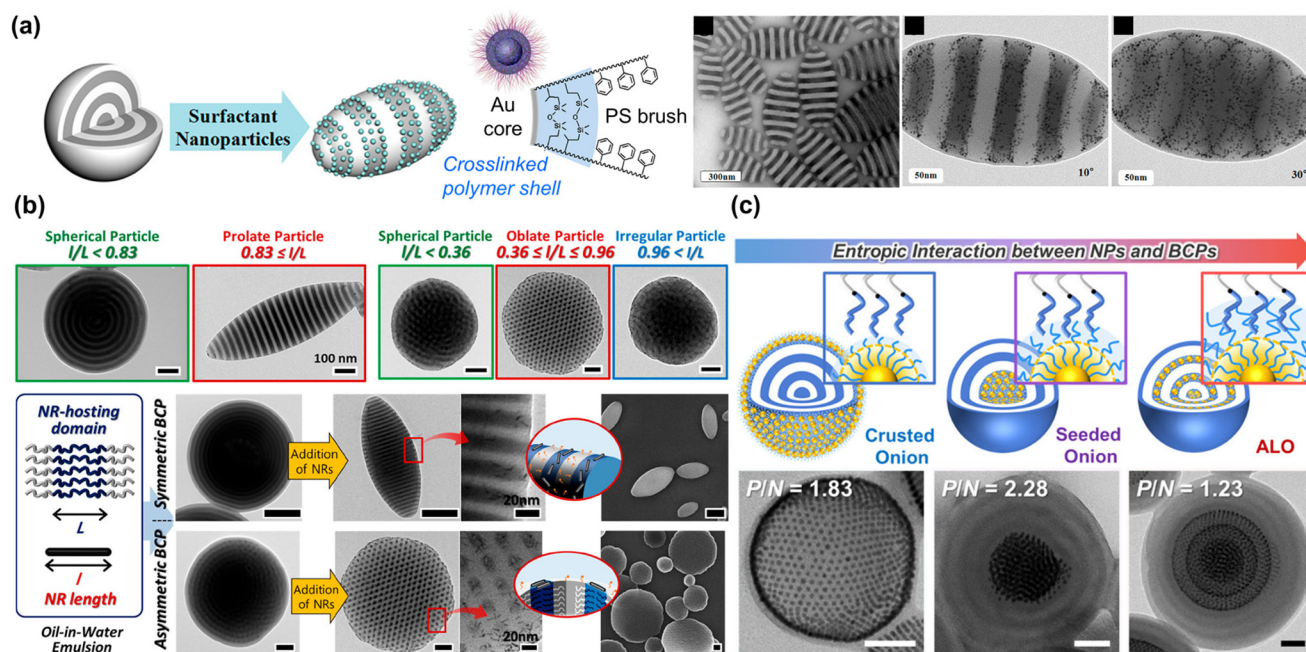 (a)
Surfactant
Nanoparticles
Au
core
PS brush
Crosslinked
polymer shell
Si
Si
O
O
Si
Si
300nm
50nm
10°
50nm
30°
(b)
Spherical Particle
l/L < 0.83
Prolate Particle
0.83 ≤ l/L
Spherical Particle
l/L < 0.36
Oblate Particle
0.36 ≤ l/L ≤ 0.96
Irregular Particle
0.96 < l/L
100 nm
NR-hosting
domain
L
l
NR length
Oil-in-Water
Emulsion
Symmetric BCP
Addition
of NRs
20nm
Asymmetric BCP
Addition
of NRs
20nm
(c)
Entropic Interaction between NPs and BCPs
Crusted
Onion
Seeded
Onion
ALO
P/N = 1.83
P/N = 2.28
P/N = 1.23